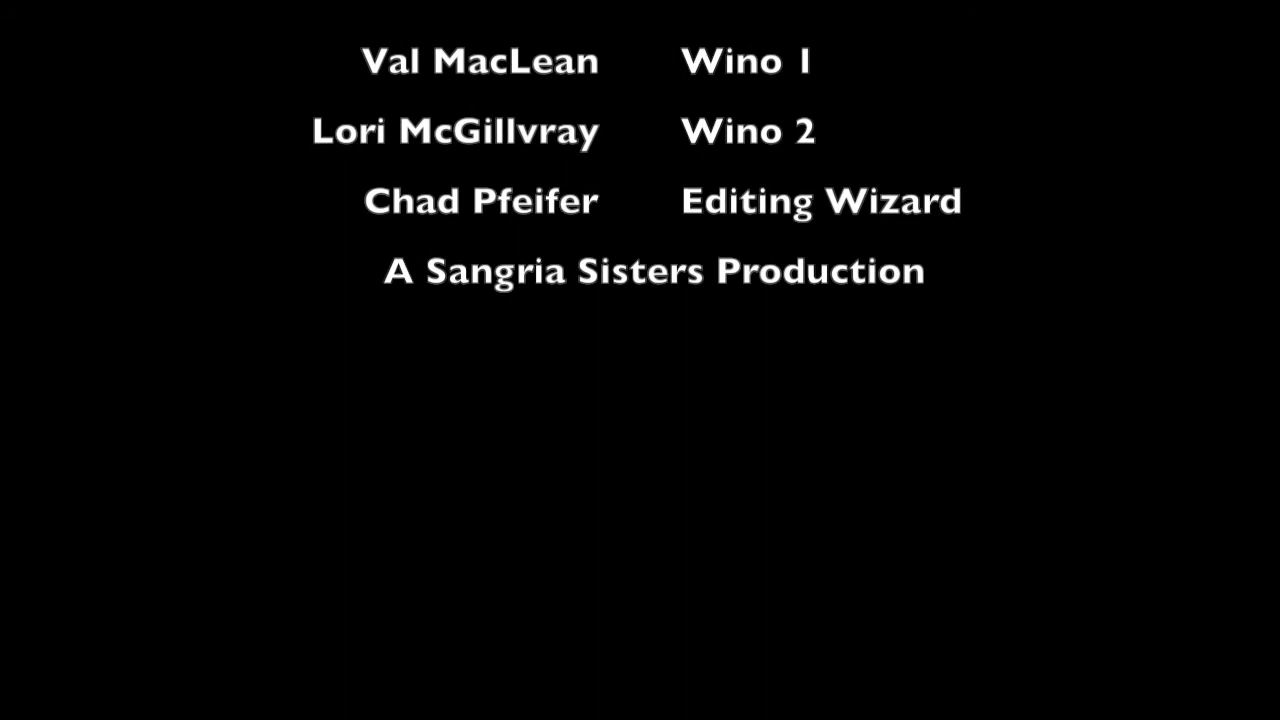 Val MacLean Wino 1
Lori McGillvray Wino 2
Chad Pfeifer Editing Wizard
A Sangria Sisters Production